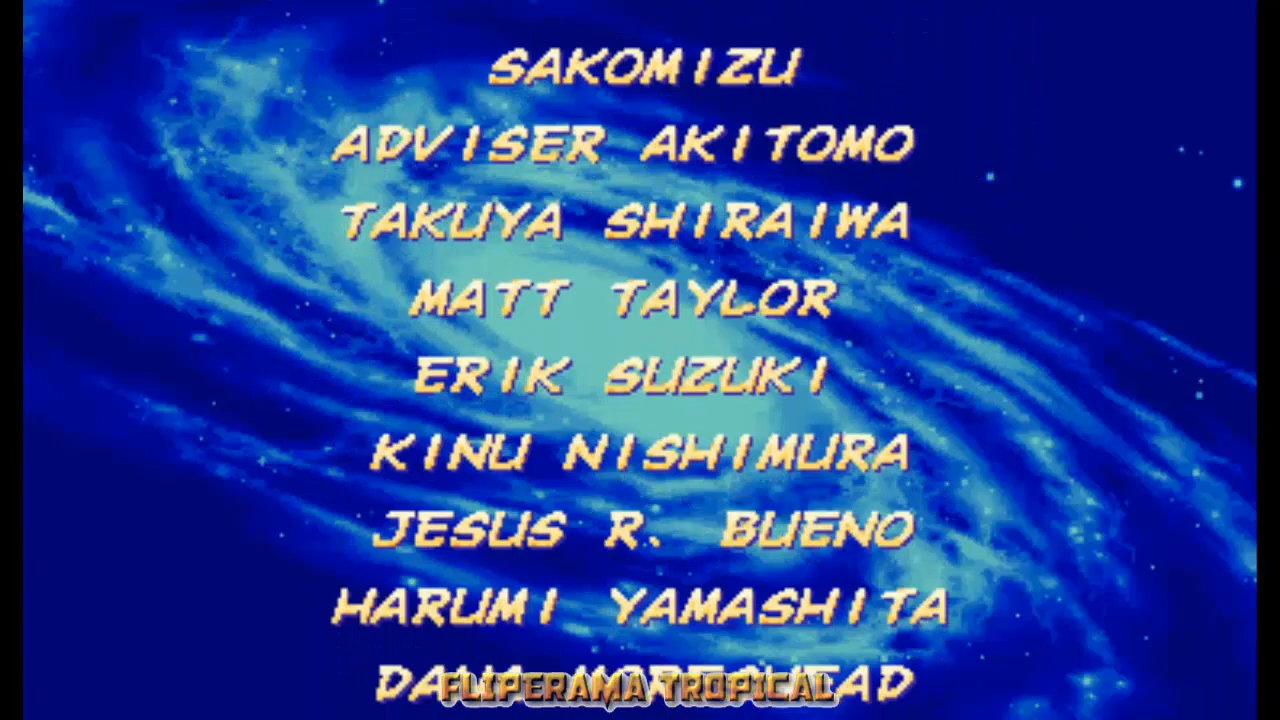 SAKOMIZU
ADVISER AKITOMO
TAKUYA SHIRAIWA
MATT TAYLOR
ERIK SUZUKI
KINU NISHIMURA
JESUS R. BUENO
HARUMI YAMASHITA
FLIPERAMA TROPICAL